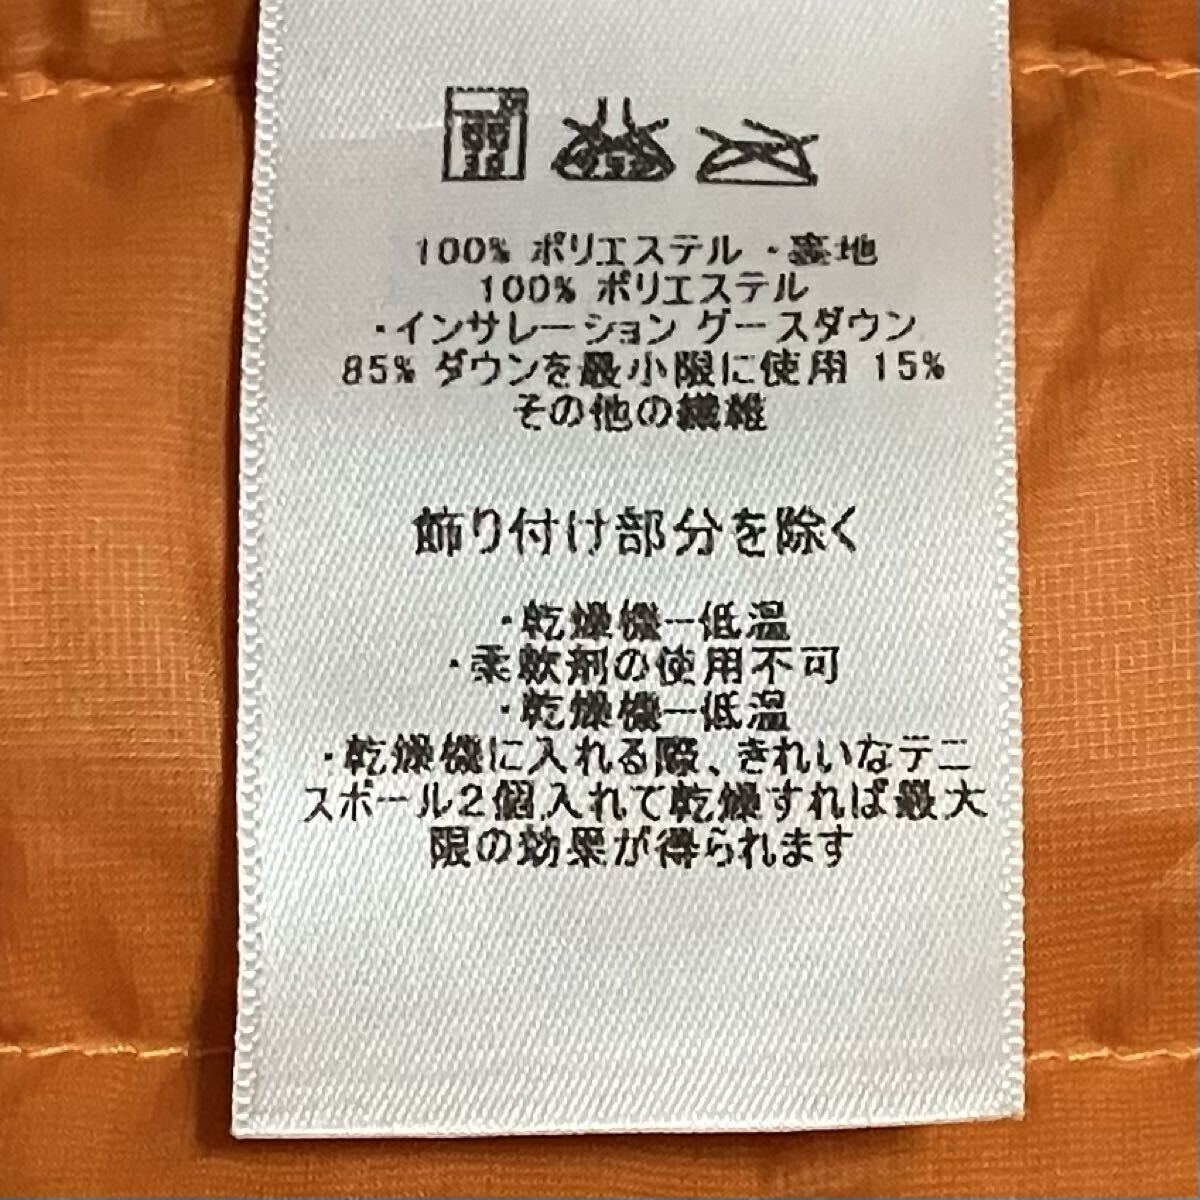 100% ポリエステル ・裏地
100% ポリエステル
・インサレーション グースダウン
85% ダウンを最小限に使用 15%
その他の繊維
飾り付け部分を除く
・乾燥機ー低温
・柔軟剤の使用不可
・乾燥機ー低温
・乾燥機に入れる際、きれいなテニ
スボール2個入れて乾燥すれば最大
限の効果が得られます